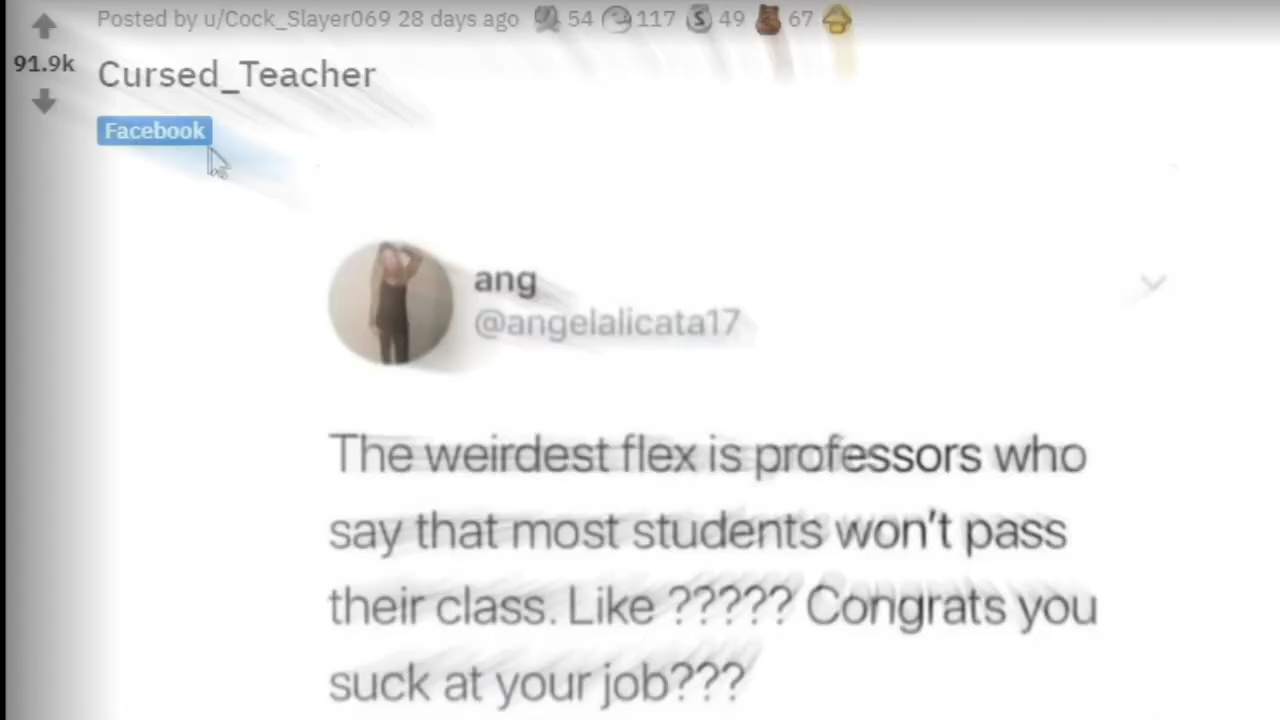 Posted by u/Cock_Slayer069 28 days ago 54 117 S 49 67
91.9k
Cursed_Teacher
Facebook
ang
@angelalicata17
The weirdest flex is professors who
say that most students won't pass
their class. Like ????? Congrats you
suck at your job???